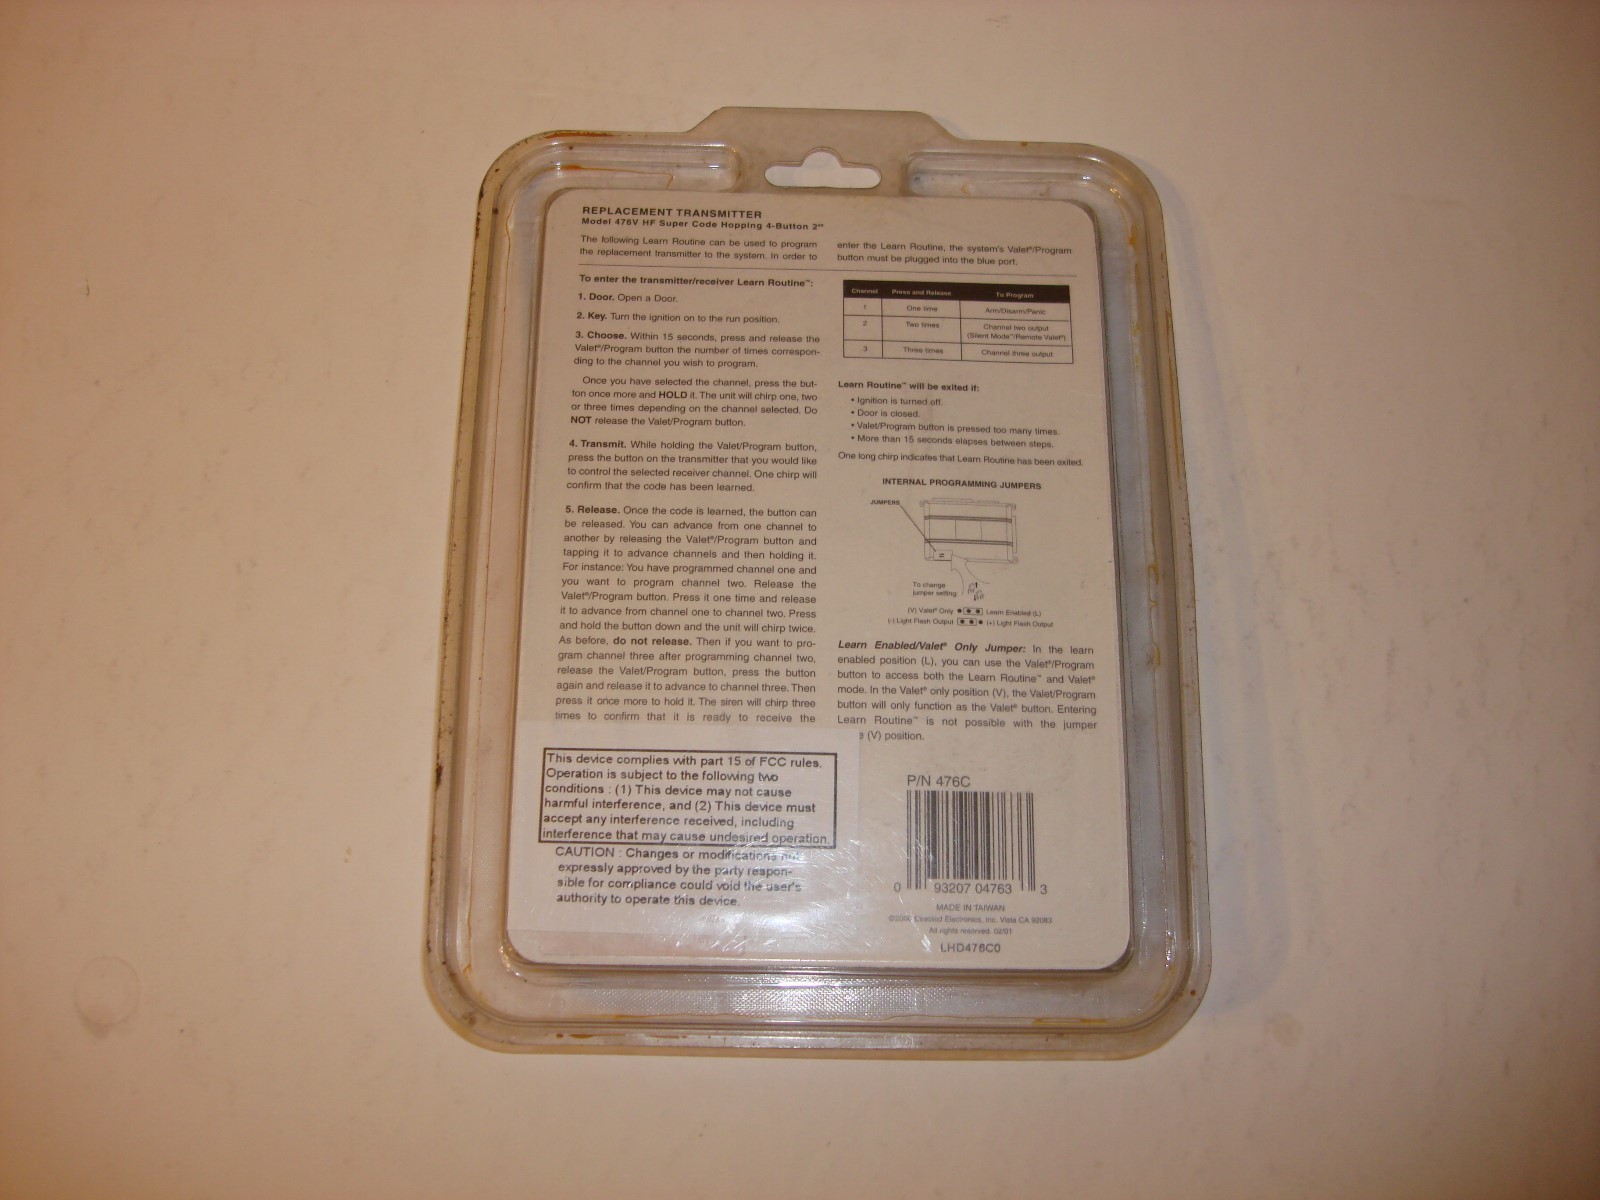 REPLACEMENT TRANSMITTER
Model 476V HF Super Code Hopping 4-Button 2"
The following Learn Routine can be used to program
the replacement transmitter to the system. In order to
enter the Learn Routine, the system's Valet®/Program
button must be plugged into the blue port.
To enter the transmitter/receiver Learn Routine™:
1. Door. Open a Door.
2. Key. Turn the ignition on to the run position.
3. Choose. Within 15 seconds, press and release the
Valet®/Program button the number of times correspon-
ding to the channel you wish to program.
Once you have selected the channel, press the but-
ton once more and HOLD it. The unit will chirp one, two
or three times depending on the channel selected. Do
NOT release the Valet/Program button.
4. Transmit. While holding the Valet/Program button,
press the button on the transmitter that you would like
to control the selected receiver channel. One chirp will
confirm that the code has been learned.
5. Release. Once the code is learned, the button can
be released. You can advance from one channel to
another by releasing the Valet®/Program button and
tapping it to advance channels and then holding it.
For instance: You have programmed channel one and
you want to program channel two. Release the
Valet®/Program button. Press it one time and release
it to advance from channel one to channel two. Press
and hold the button down and the unit will chirp twice.
As before, do not release. Then if you want to pro-
gram channel three after programming channel two,
release the Valet/Program button, press the button
again and release it to advance to channel three. Then
press it once more to hold it. The siren will chirp three
times to confirm that it is ready to receive the
This device complies with part 15 of FCC rules.
Operation is subject to the following two
conditions : (1) This device may not cause
harmful interference, and (2) This device must
accept any interference received, including
interference that may cause undesired operation.
CAUTION : Changes or modifications not
expressly approved by the party respon-
sible for compliance could void the user's
authority to operate this device.
Channel Press and Release To Program
1 One time Arm/Disarm/Panic
2 Two times Channel two output
(Silent Mode™/Remote Valet®)
3 Three times Channel three output
Learn Routine™ will be exited if:
• Ignition is turned off.
• Door is closed.
• Valet/Program button is pressed too many times.
• More than 15 seconds elapses between steps.
One long chirp indicates that Learn Routine has been exited.
INTERNAL PROGRAMMING JUMPERS
JUMPERS
To change
jumper setting
(V) Valet® Only Learn Enabled (L)
(-) Light Flash Output (+) Light Flash Output
Learn Enabled/Valet® Only Jumper: In the learn
enabled position (L), you can use the Valet®/Program
button to access both the Learn Routine™ and Valet®
mode. In the Valet® only position (V), the Valet/Program
button will only function as the Valet® button. Entering
Learn Routine™ is not possible with the jumper
(V) position.
P/N 476C
0 93207 04763 3
MADE IN TAIWAN
Electronics, Inc. Vista CA 92083
All rights reserved. 02/01
LHD476C0